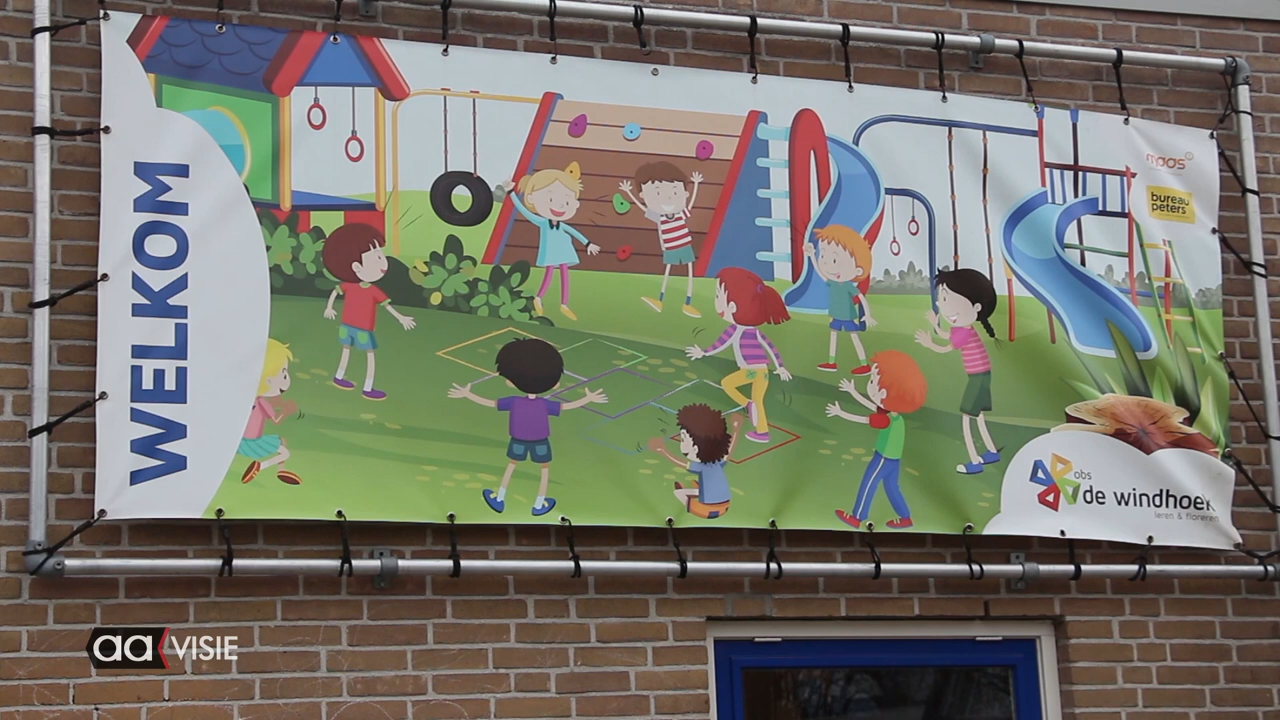 WELKOM
maas
bureau
peters
obs
de windhoek
leren & floreren
aa VISIE